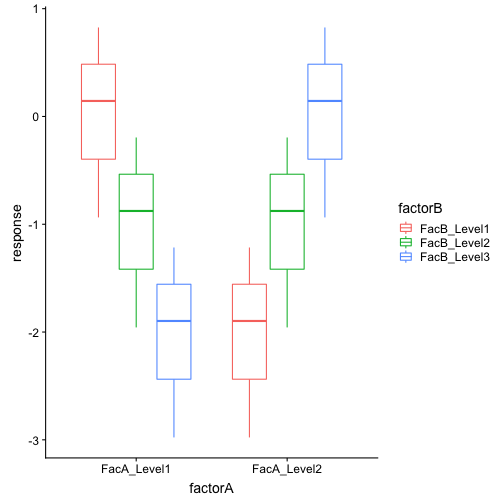 1
0
-1
-2
-3
response
FacA_Level1
FacA_Level2
factorA
factorB
FacB_Level1
FacB_Level2
FacB_Level3